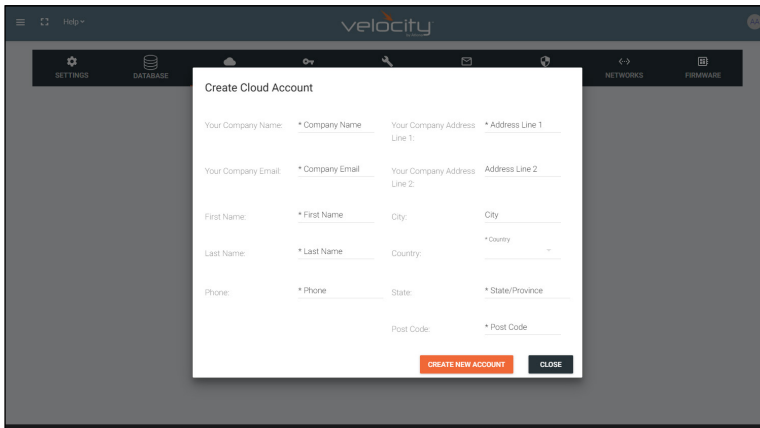 Help
velocity
SETTINGS
DATABASE
NETWORKS
FIRMWARE
Create Cloud Account
Your Company Name:
* Company Name
Your Company Address
Line 1:
* Address Line 1
Your Company Email:
* Company Email
Your Company Address
Line 2:
Address Line 2
First Name:
* First Name
City:
City
Last Name:
* Last Name
Country:
* Country
Phone:
* Phone
State:
* State/Province
Post Code:
* Post Code
CREATE NEW ACCOUNT
CLOSE